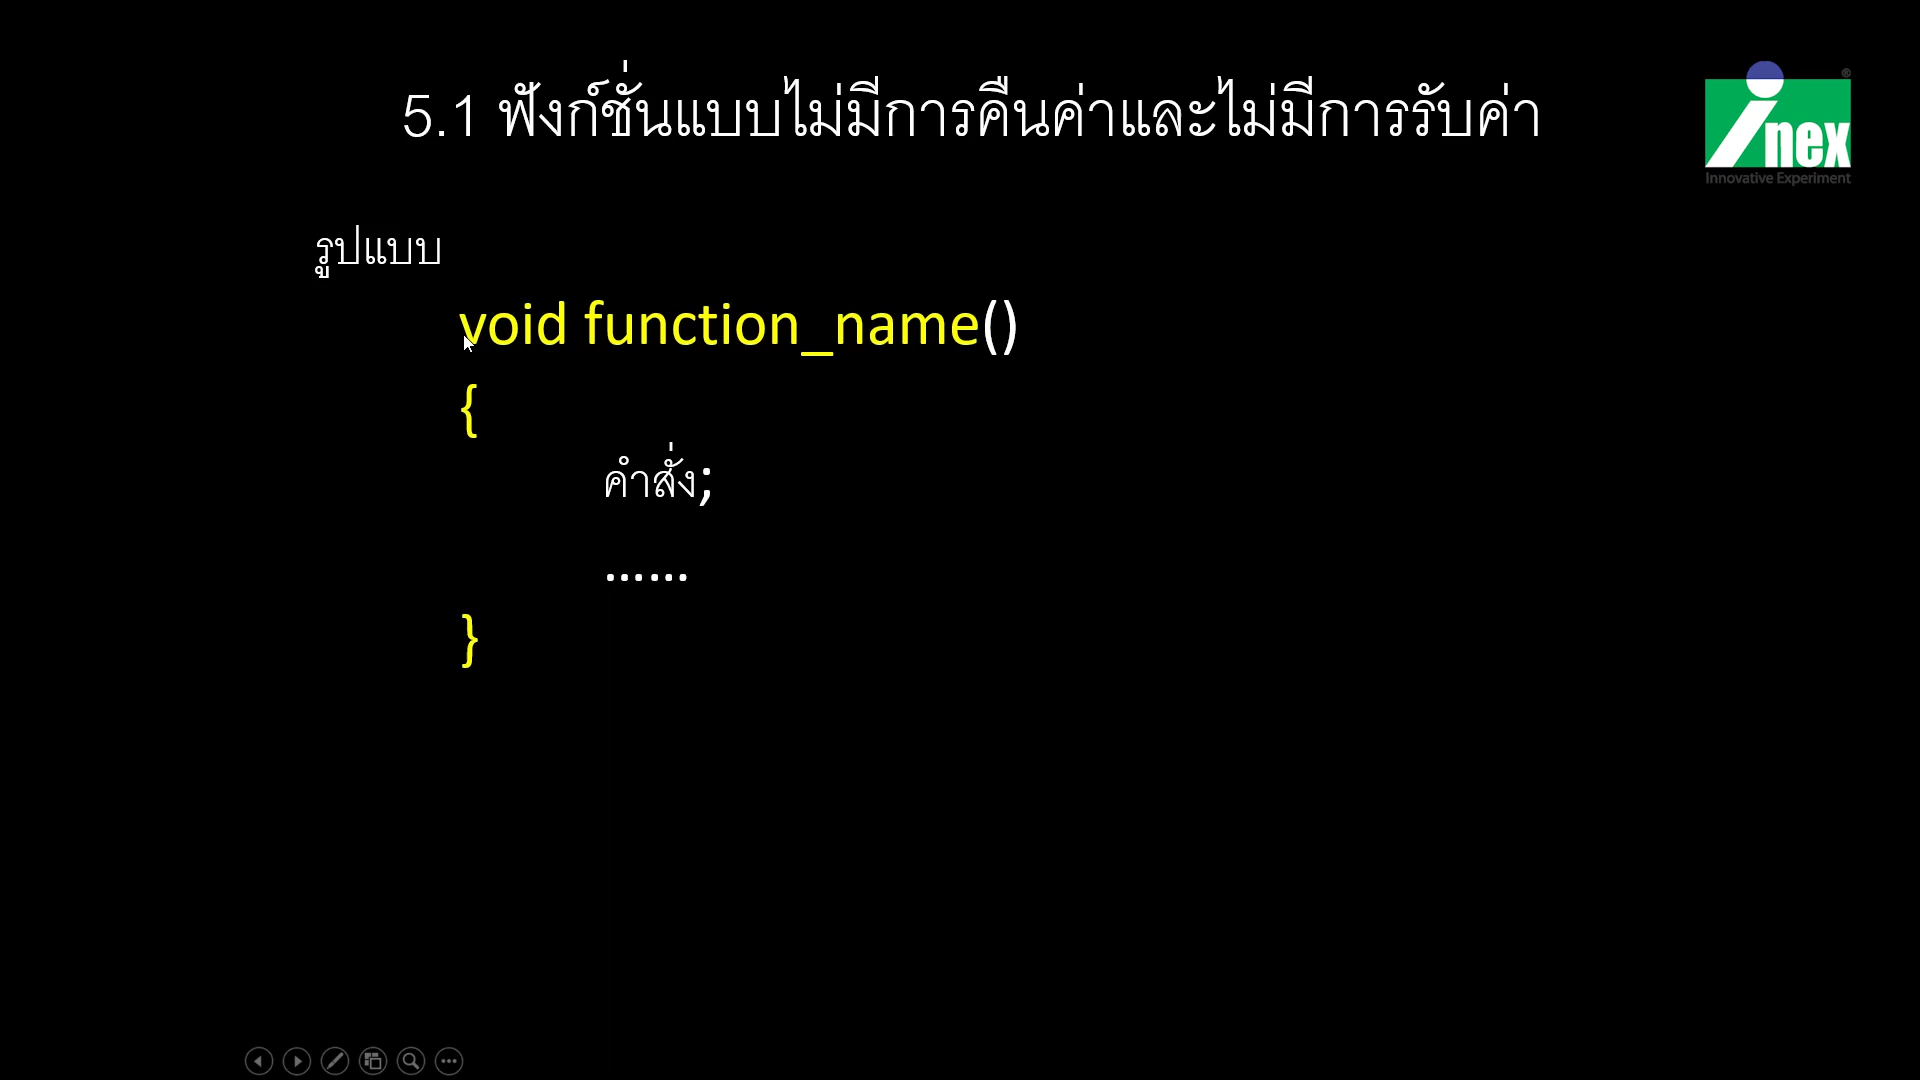 5.1 ฟังก์ชั่นแบบไม่มีการคืนค่าและไม่มีการรับค่า
inex ®
Innovative Experiment
รูปแบบ
void function_name()
{
คำสั่ง;
......
}